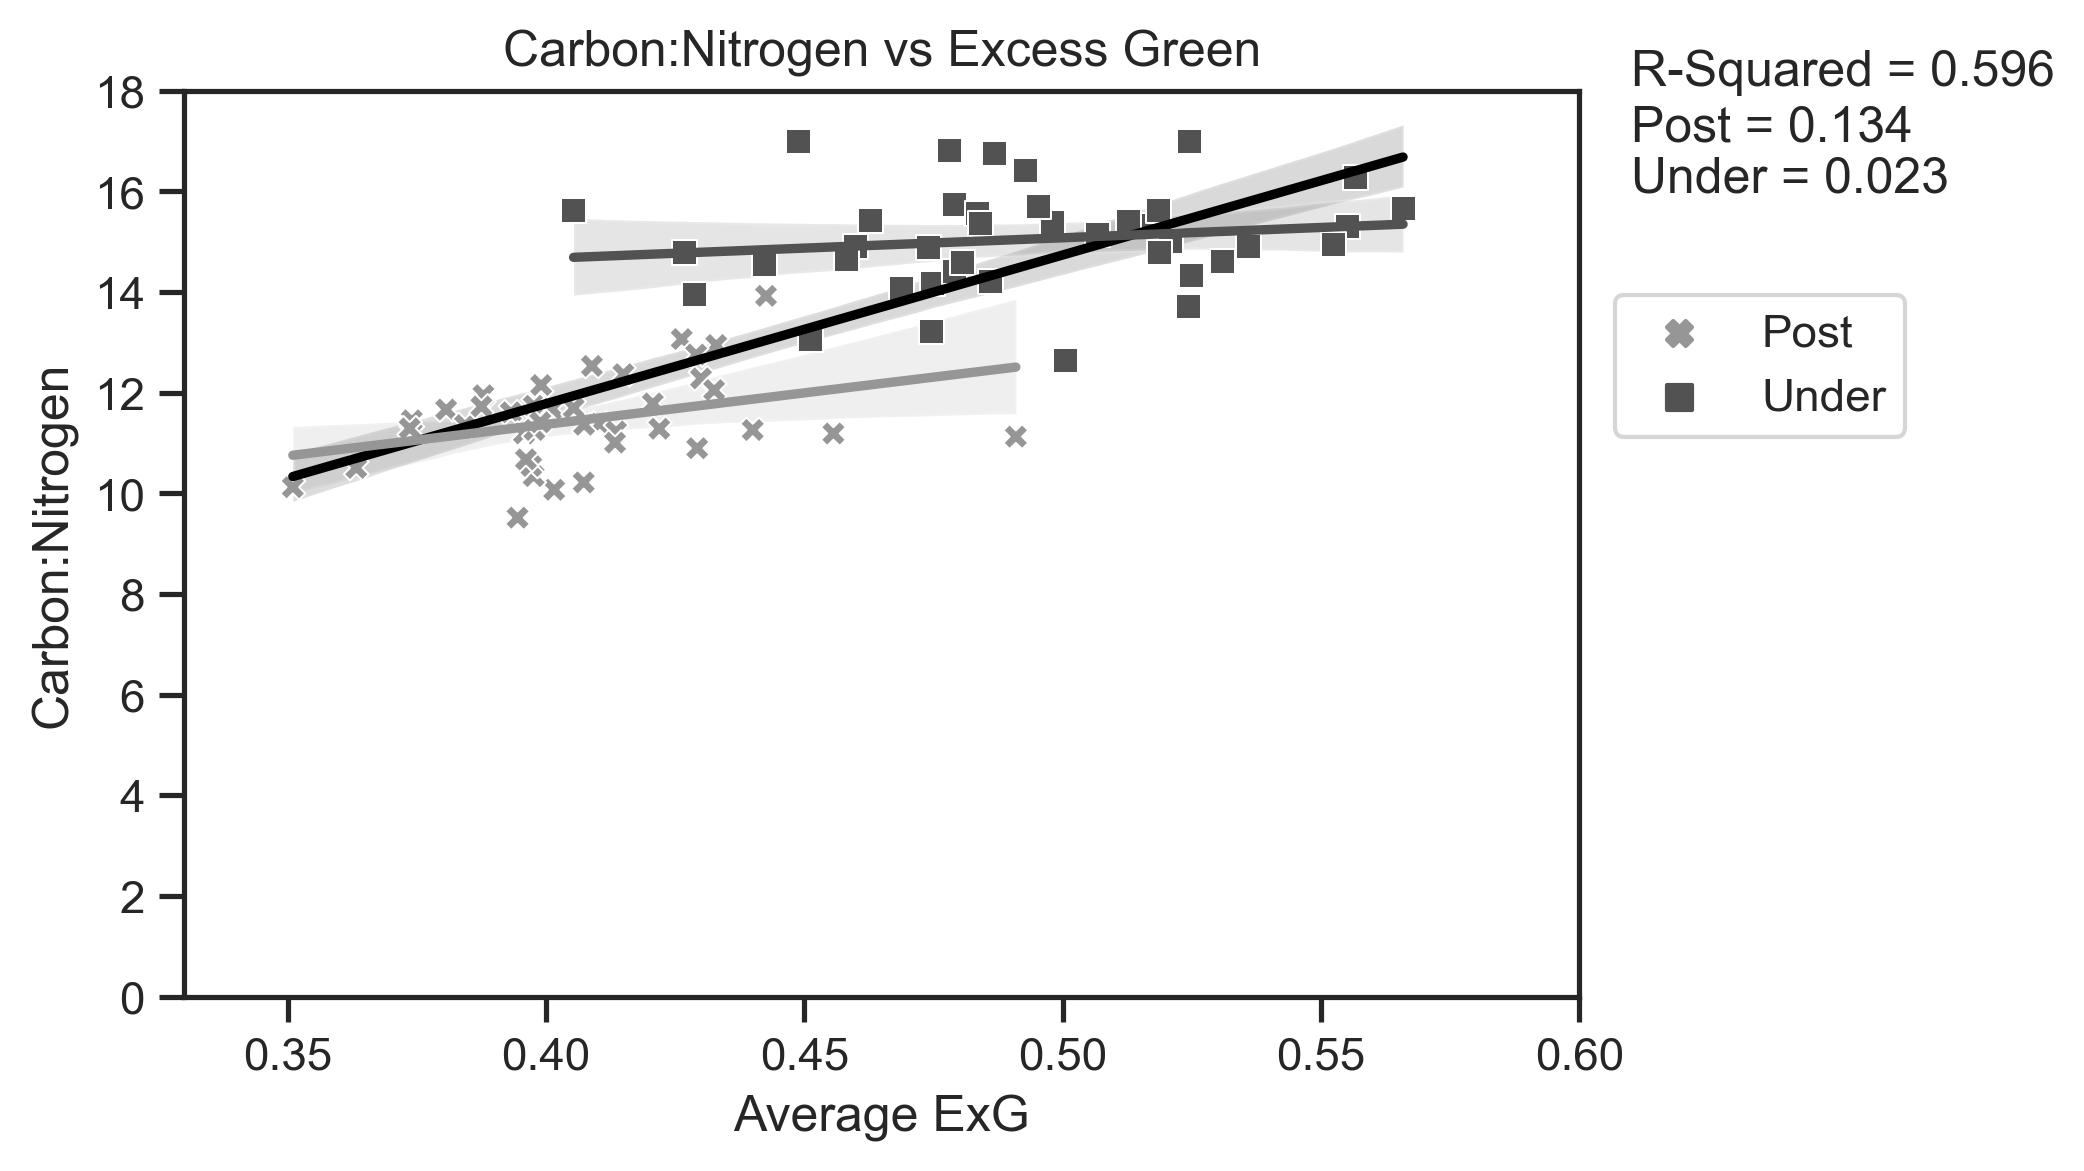 Carbon:Nitrogen vs Excess Green
R-Squared = 0.596
Post = 0.134
Under = 0.023
18
16
14
12
10
8
6
4
2
0
Carbon:Nitrogen
Post
Under
0.35
0.40
0.45
0.50
0.55
0.60
Average ExG